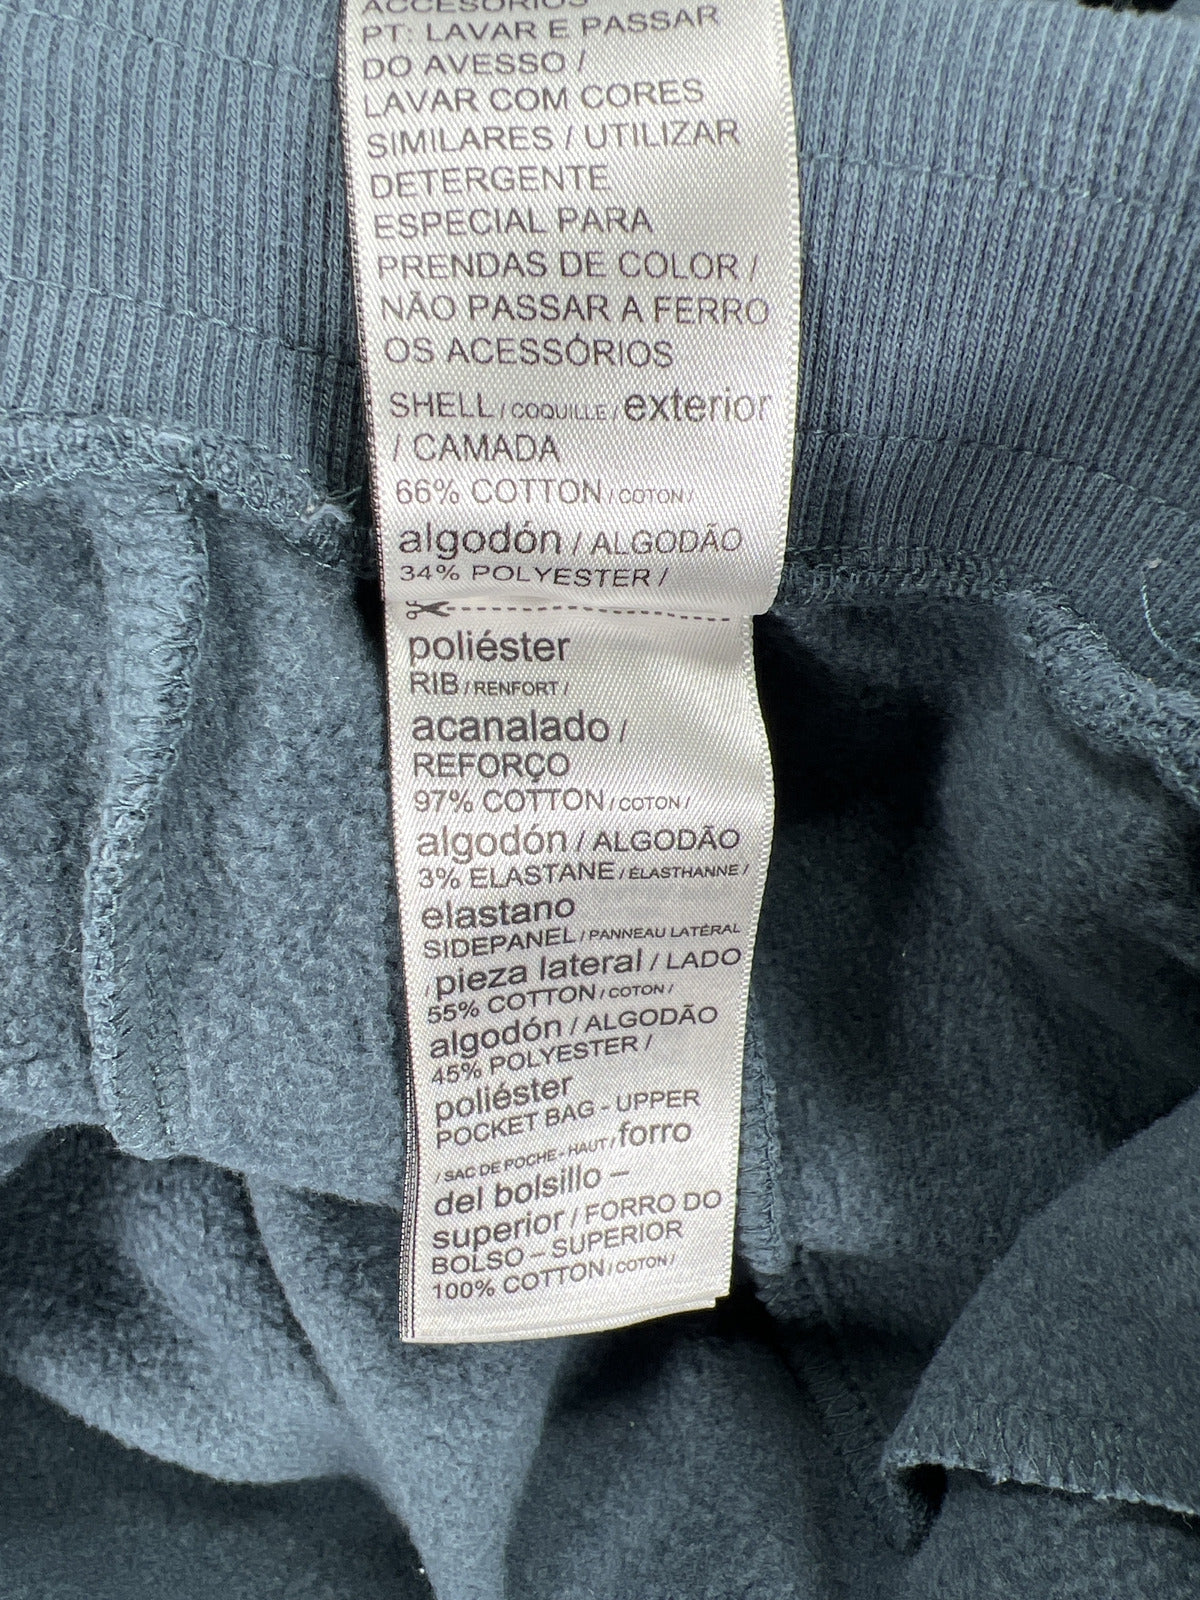 ACCESORIOS
PT: LAVAR E PASSAR
DO AVESSO /
LAVAR COM CORES
SIMILARES / UTILIZAR
DETERGENTE
ESPECIAL PARA
PRENDAS DE COLOR /
NÃO PASSAR A FERRO
OS ACESSÓRIOS
SHELL / COQUILLE / exterior
/ CAMADA
66% COTTON / COTON /
algodón / ALGODÃO
34% POLYESTER /
poliéster
RIB / RENFORT /
acanalado /
REFORÇO
97% COTTON / COTON /
algodón / ALGODÃO
3% ELASTANE / ÉLASTHANNE /
elastano
SIDEPANEL / PANNEAU LATÉRAL
/ pieza lateral / LADO
55% COTTON / COTON /
algodón / ALGODÃO
45% POLYESTER /
poliéster
POCKET BAG - UPPER
/ SAC DE POCHE - HAUT / forro
del bolsillo –
superior / FORRO DO
BOLSO – SUPERIOR
100% COTTON / COTON /